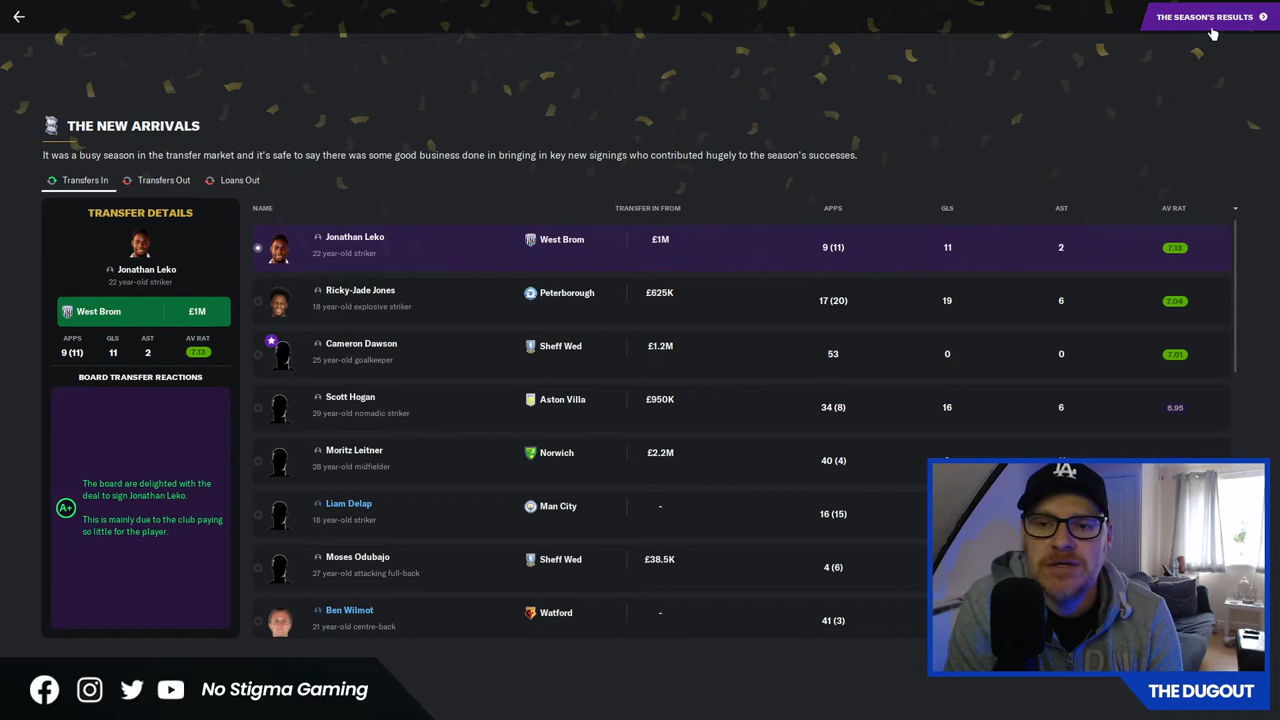 THE SEASON'S RESULTS
THE NEW ARRIVALS
It was a busy season in the transfer market and it's safe to say there was some good business done in bringing in key new signings who contributed hugely to the season's successes.
Transfers In Transfers Out Loans Out
TRANSFER DETAILS
Jonathan Leko
22 year-old striker
West Brom £1M
APPS GLS AST AV RAT
9 (11) 11 2 7.13
BOARD TRANSFER REACTIONS
A+
The board are delighted with the
deal to sign Jonathan Leko.
This is mainly due to the club paying
so little for the player.
NAME TRANSFER IN FROM APPS GLS AST AV RAT
Jonathan Leko West Brom £1M 9 (11) 11 2 7.13
22 year-old striker
Ricky-Jade Jones Peterborough £625K 17 (20) 19 6 7.04
18 year-old explosive striker
Cameron Dawson Sheff Wed £1.2M 53 0 0 7.01
25 year-old goalkeeper
Scott Hogan Aston Villa £950K 34 (8) 16 6 6.95
29 year-old nomadic striker
Moritz Leitner Norwich £2.2M 40 (4)
28 year-old midfielder
Liam Delap Man City - 16 (15)
18 year-old striker
Moses Odubajo Sheff Wed £38.5K 4 (6)
27 year-old attacking full-back
Ben Wilmot Watford - 41 (3)
21 year-old centre-back
LA
No Stigma Gaming
THE DUGOUT